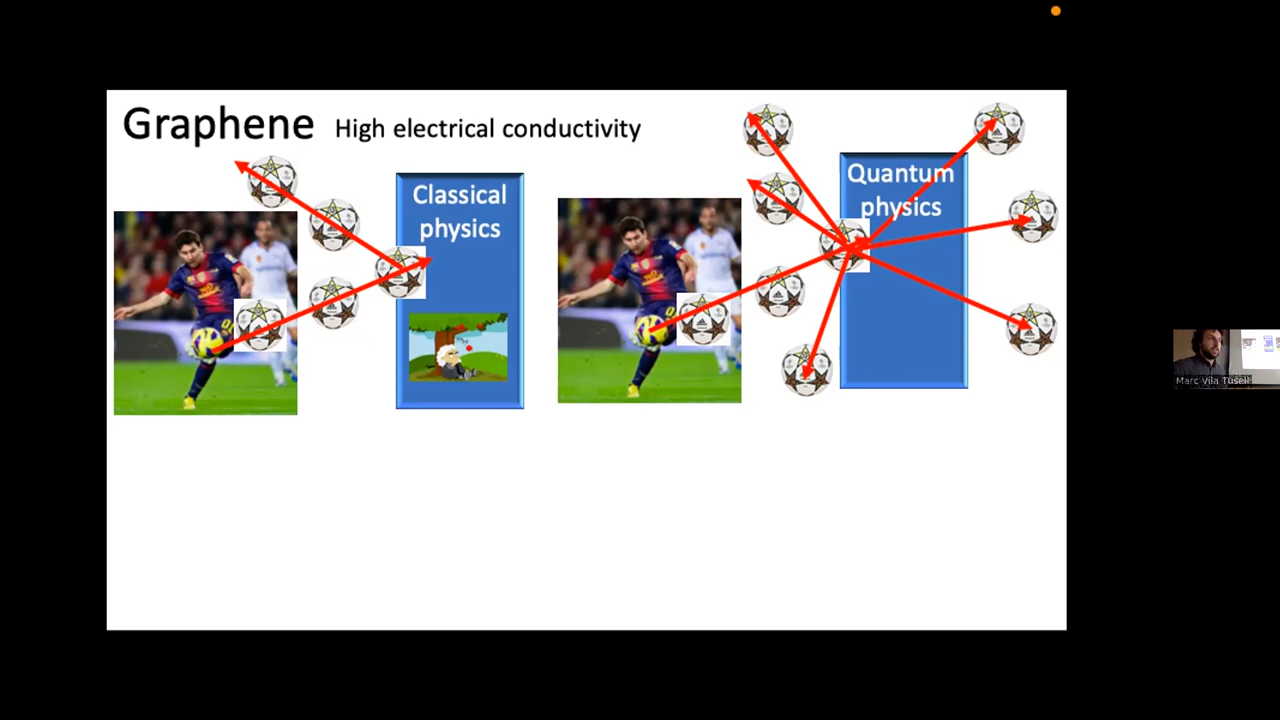 Graphene High electrical conductivity
Classical
physics
Quantum
physics
Marc Vila Tusell